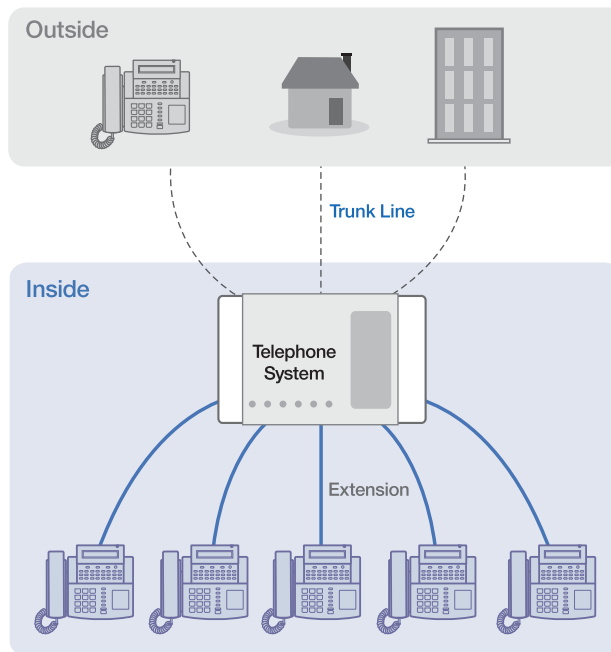 Outside
Trunk Line
Inside
Telephone
System
Extension